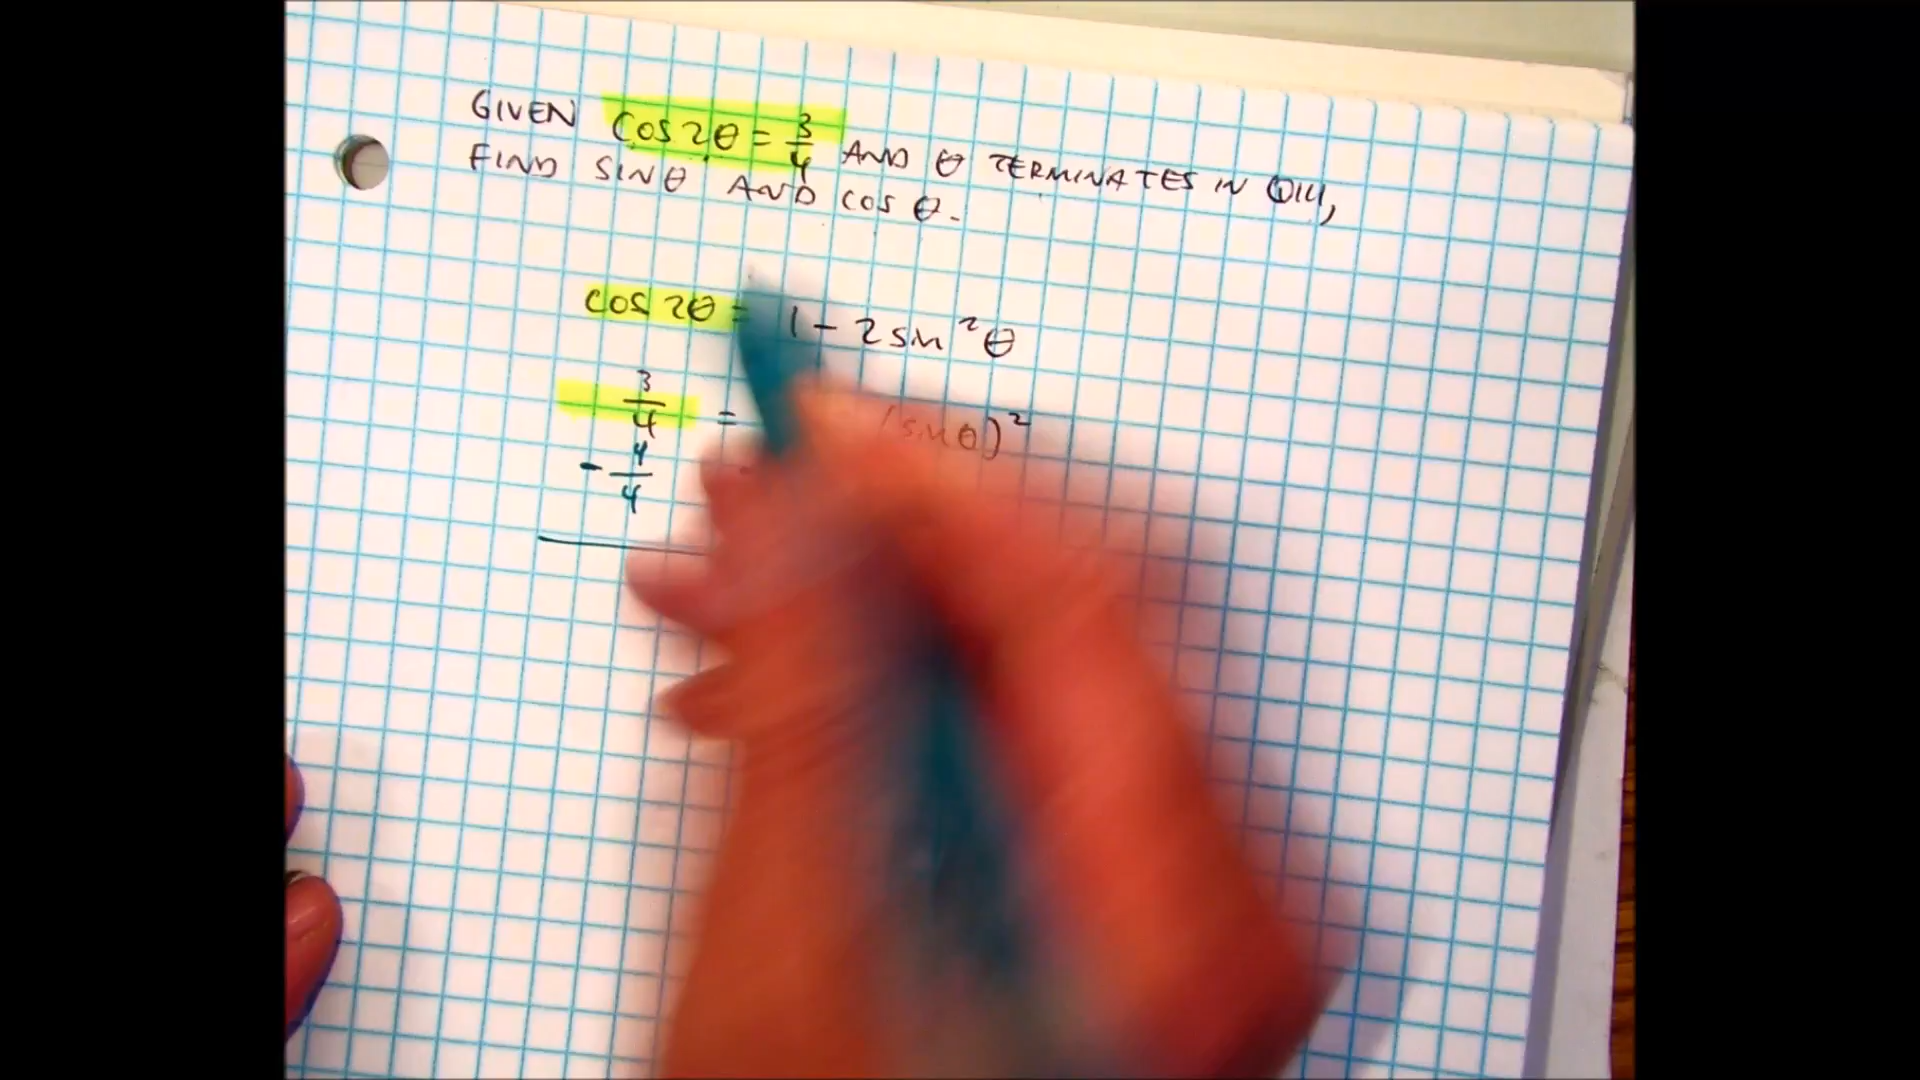 GIVEN cos 2θ = 3/4 AND θ TERMINATES IN QIII,
FIND SIN θ AND COS θ.
cos 2θ = 1 - 2 sin²θ
3/4 = (sin θ)²
- 4/4